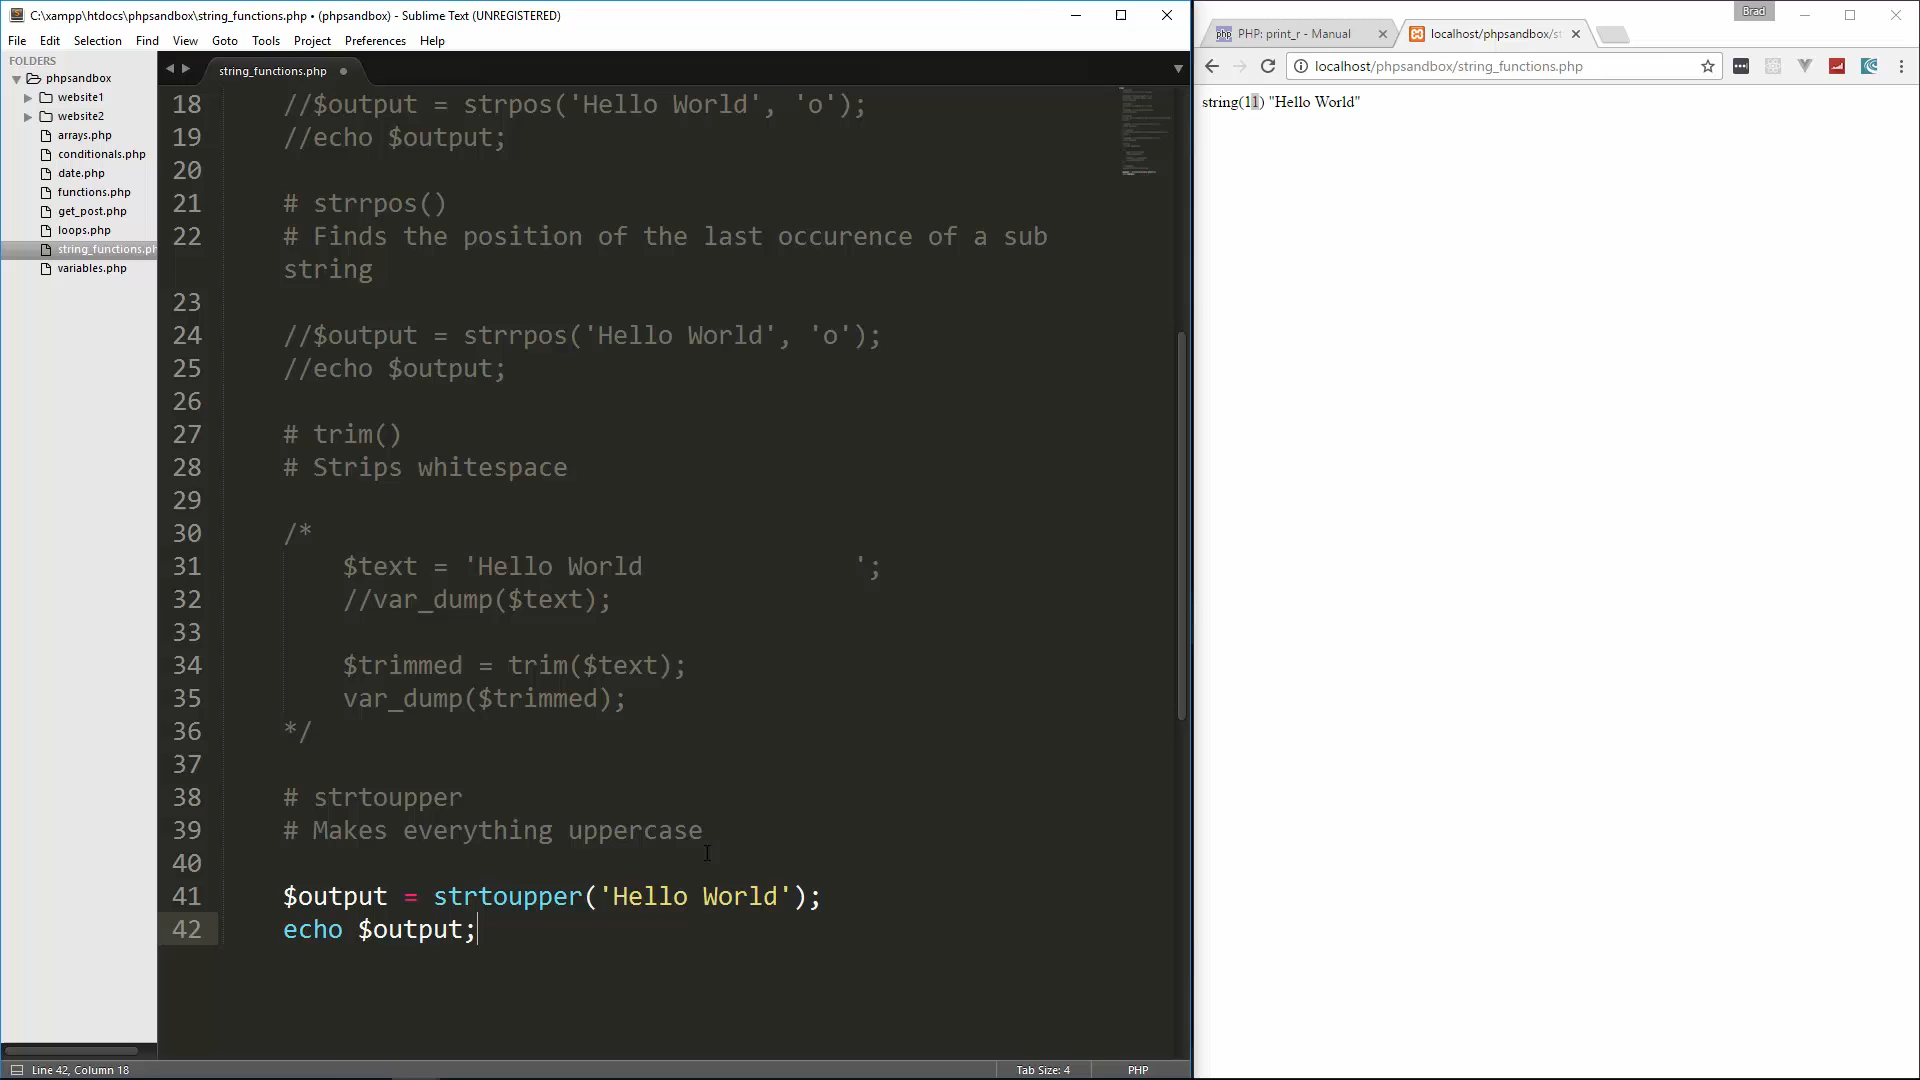 C:\xampp\htdocs\phpsandbox\string_functions.php • (phpsandbox) - Sublime Text (UNREGISTERED)
File Edit Selection Find View Goto Tools Project Preferences Help
FOLDERS
phpsandbox
website1
website2
arrays.php
conditionals.php
date.php
functions.php
get_post.php
loops.php
string_functions.ph
variables.php
string_functions.php
18 //$output = strpos('Hello World', 'o');
19 //echo $output;
20
21 # strrpos()
22 # Finds the position of the last occurence of a sub
string
23
24 //$output = strrpos('Hello World', 'o');
25 //echo $output;
26
27 # trim()
28 # Strips whitespace
29
30 /*
31 $text = 'Hello World              ';
32 //var_dump($text);
33
34 $trimmed = trim($text);
35 var_dump($trimmed);
36 */
37
38 # strtoupper
39 # Makes everything uppercase
40
41 $output = strtoupper('Hello World');
42 echo $output;
Line 42, Column 18
Tab Size: 4
PHP
Brad
php PHP: print_r - Manual
localhost/phpsandbox/st
localhost/phpsandbox/string_functions.php
string(11) "Hello World"